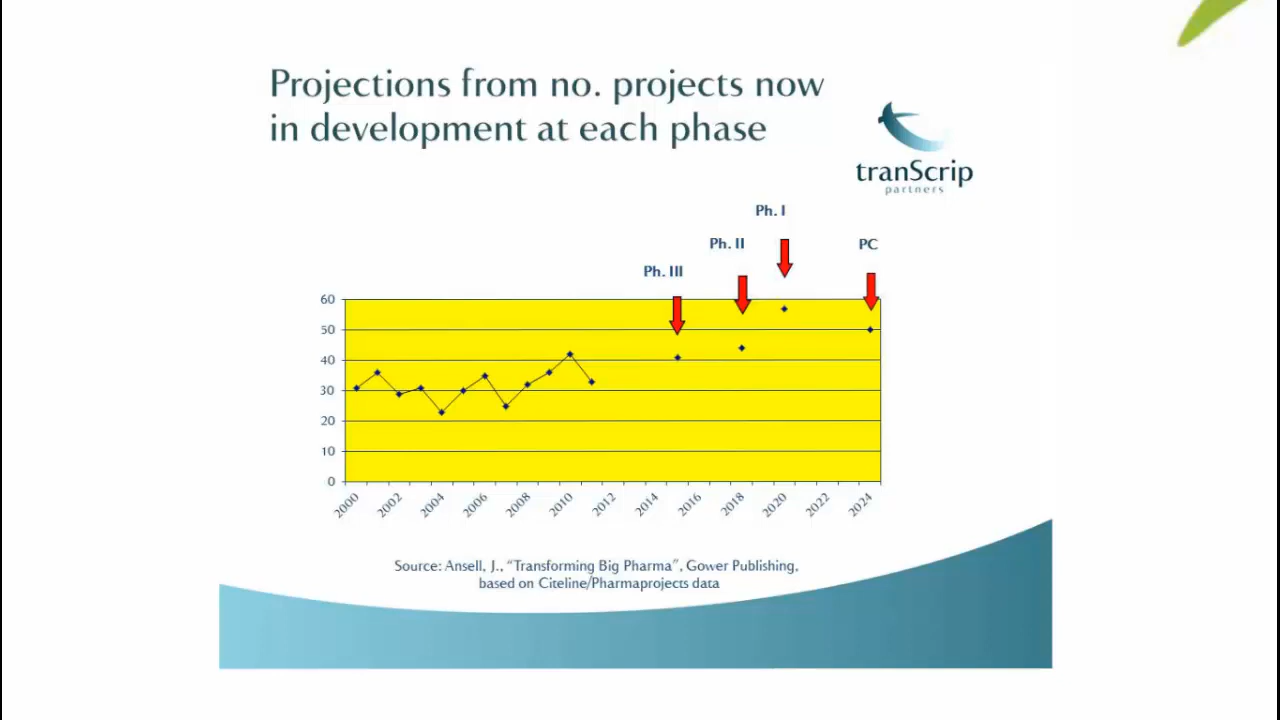 Projections from no. projects now
in development at each phase
tranScrip
partners
Ph. I
Ph. II
PC
Ph. III
60
50
40
30
20
10
0
2000
2002
2004
2006
2008
2010
2012
2014
2016
2018
2020
2022
2024
Source: Ansell, J., “Transforming Big Pharma”, Gower Publishing,
based on Citeline/Pharmaprojects data